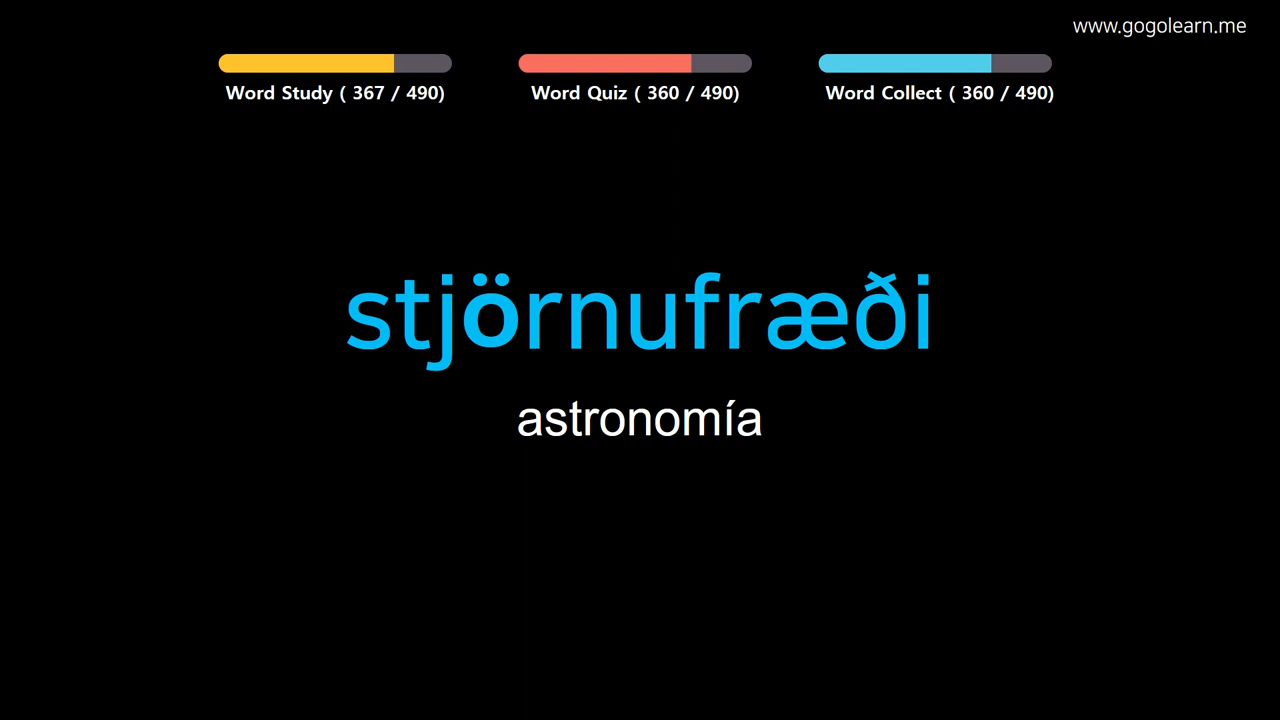 www.gogolearn.me
Word Study ( 367 / 490)
Word Quiz ( 360 / 490)
Word Collect ( 360 / 490)
stjörnufræði
astronomía